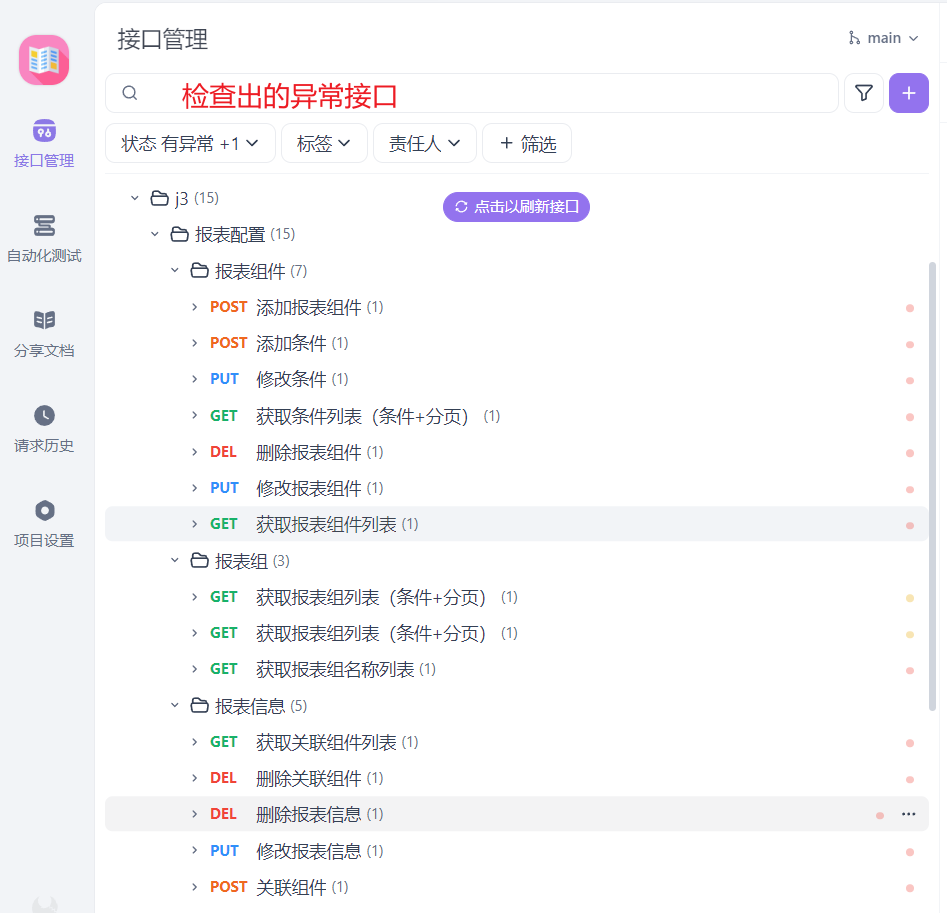 接口管理
main
检查出的异常接口
状态 有异常 +1
标签
责任人
筛选
j3 (15)
点击以刷新接口
报表配置 (15)
报表组件 (7)
POST 添加报表组件 (1)
POST 添加条件 (1)
PUT 修改条件 (1)
GET 获取条件列表（条件+分页） (1)
DEL 删除报表组件 (1)
PUT 修改报表组件 (1)
GET 获取报表组件列表 (1)
报表组 (3)
GET 获取报表组列表（条件+分页） (1)
GET 获取报表组列表（条件+分页） (1)
GET 获取报表组名称列表 (1)
报表信息 (5)
GET 获取关联组件列表 (1)
DEL 删除关联组件 (1)
DEL 删除报表信息 (1)
PUT 修改报表信息 (1)
POST 关联组件 (1)
接口管理
自动化测试
分享文档
请求历史
项目设置